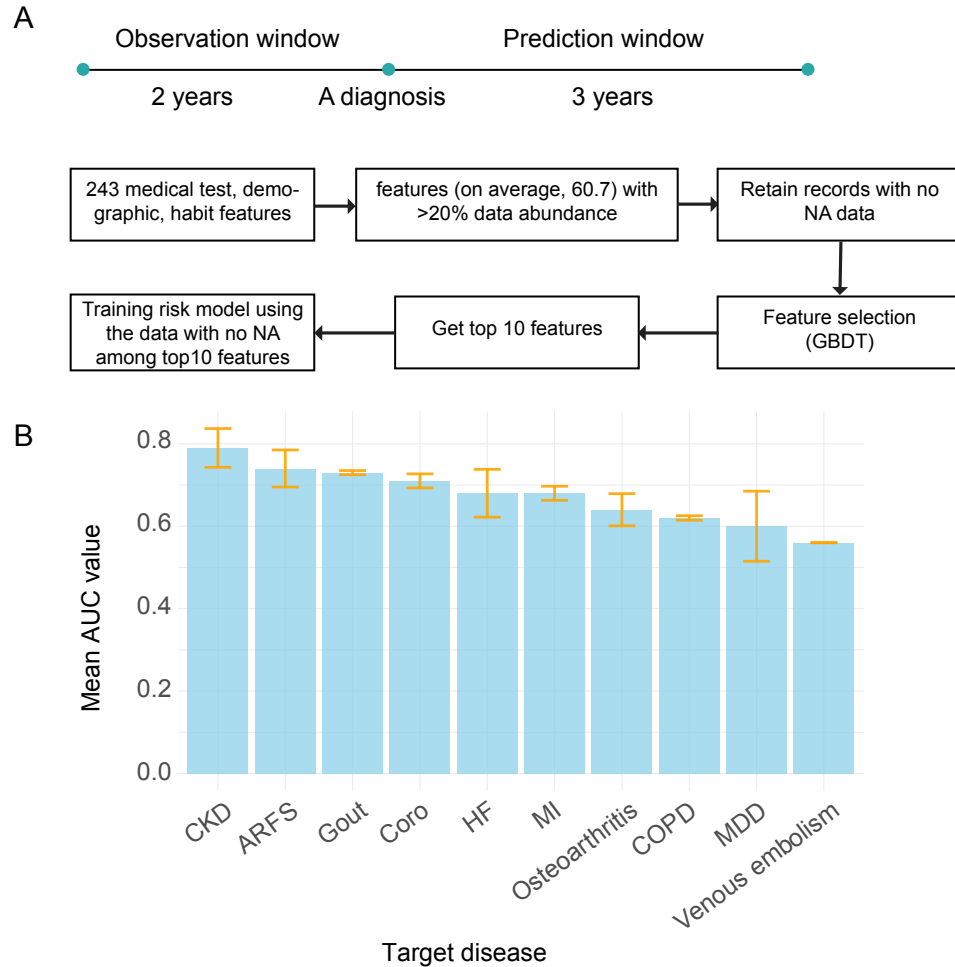 A
Observation window
Prediction window
2 years
A diagnosis
3 years
243 medical test, demo-
graphic, habit features
features (on average, 60.7) with
>20% data abundance
Retain records with no
NA data
Training risk model using
the data with no NA
among top10 features
Get top 10 features
Feature selection
(GBDT)
B
Mean AUC value
0.8
0.6
0.4
0.2
0.0
CKD
ARFS
Gout
Coro
HF
MI
Osteoarthritis
COPD
MDD
Venous embolism
Target disease